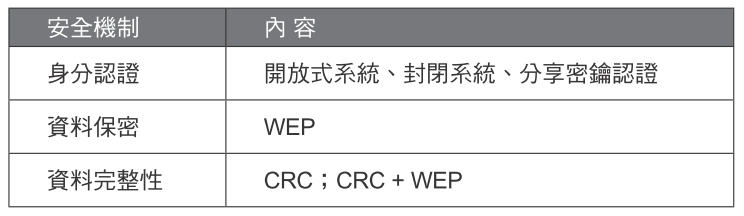 安全機制 內 容
身分認證 開放式系統、封閉系統、分享密鑰認證
資料保密 WEP
資料完整性 CRC；CRC + WEP